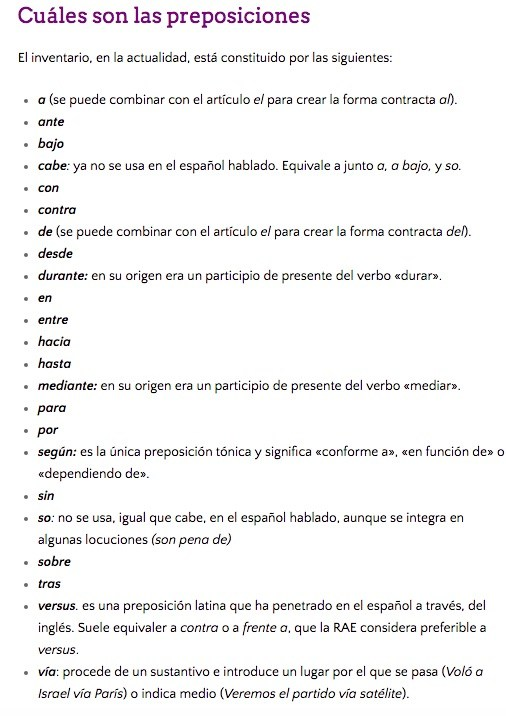 Cuáles son las preposiciones
El inventario, en la actualidad, está constituido por las siguientes:
• a (se puede combinar con el artículo el para crear la forma contracta al).
• ante
• bajo
• cabe: ya no se usa en el español hablado. Equivale a junto a, a bajo, y so.
• con
• contra
• de (se puede combinar con el artículo el para crear la forma contracta del).
• desde
• durante: en su origen era un participio de presente del verbo «durar».
• en
• entre
• hacia
• hasta
• mediante: en su origen era un participio de presente del verbo «mediar».
• para
• por
• según: es la única preposición tónica y significa «conforme a», «en función de» o
«dependiendo de».
• sin
• so: no se usa, igual que cabe, en el español hablado, aunque se integra en
algunas locuciones (son pena de)
• sobre
• tras
• versus. es una preposición latina que ha penetrado en el español a través, del
inglés. Suele equivaler a contra o a frente a, que la RAE considera preferible a
versus.
• vía: procede de un sustantivo e introduce un lugar por el que se pasa (Voló a
Israel vía París) o indica medio (Veremos el partido vía satélite).